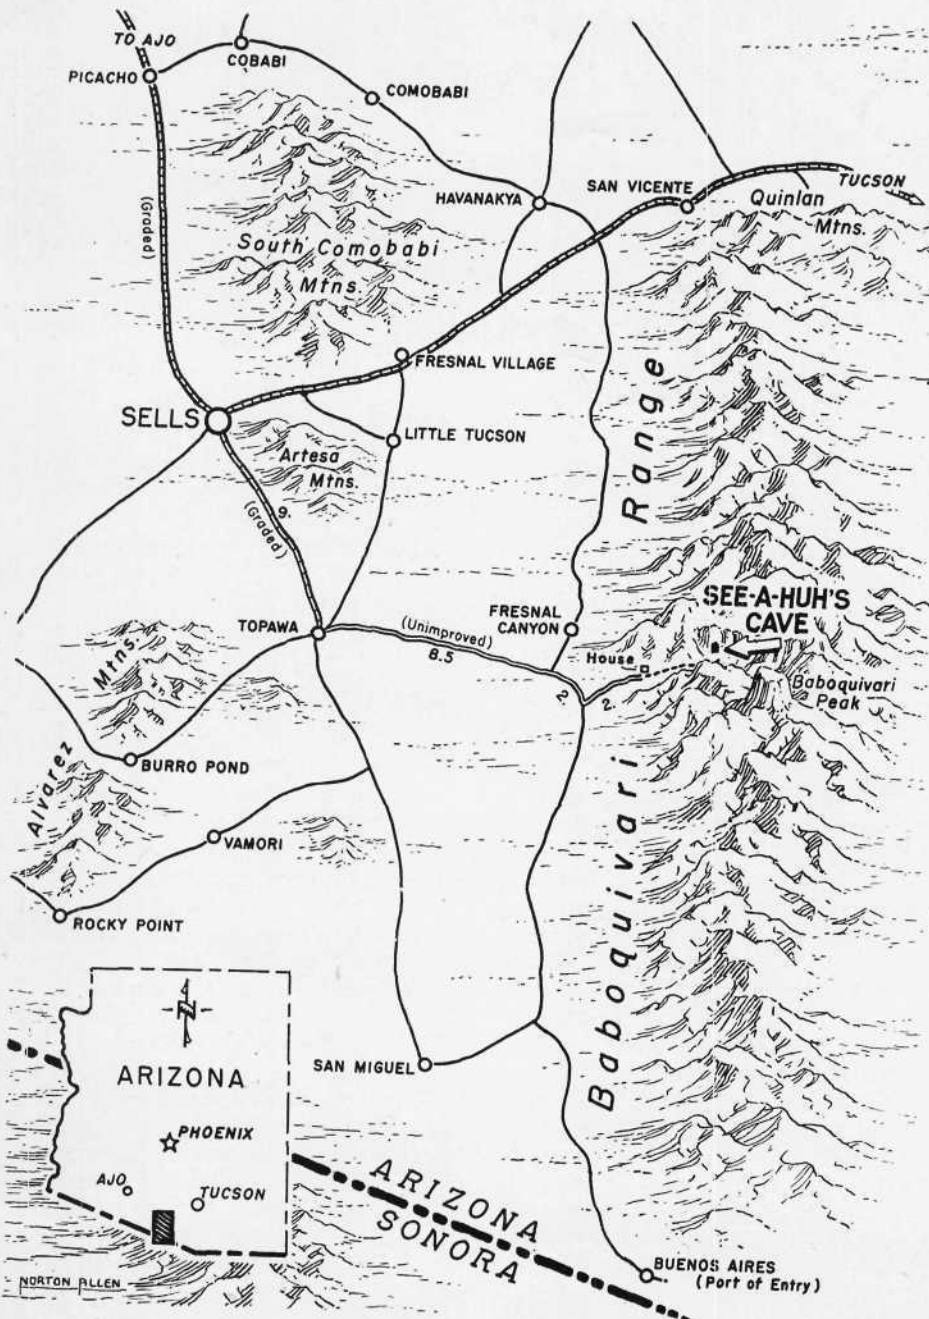 TO AJO
COBABI
PICACHO
COMOBABI
(Graded)
HAVANAKYA
SAN VICENTE
TUCSON
Quinlan
Mtns.
South Comobabi
Mtns.
FRESNAL VILLAGE
SELLS
LITTLE TUCSON
Artesa
Mtns.
9.
(Graded)
Baboquivari Range
SEE-A-HUH'S
CAVE
TOPAWA
(Unimproved)
8.5
FRESNAL
CANYON
House
2.
2.
Baboquivari
Peak
Alvarez Mtns.
BURRO POND
VAMORI
ROCKY POINT
SAN MIGUEL
N
ARIZONA
PHOENIX
AJO
TUCSON
ARIZONA
SONORA
BUENOS AIRES
(Port of Entry)
NORTON ALLEN